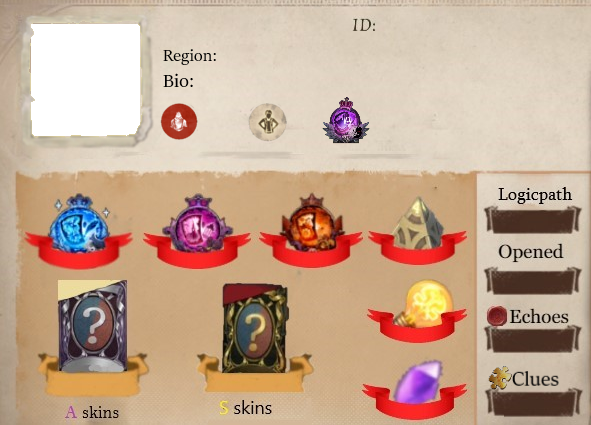 ID:
Region:
Bio:
Logicpath
Opened
Echoes
Clues
?
?
A skins
S skins